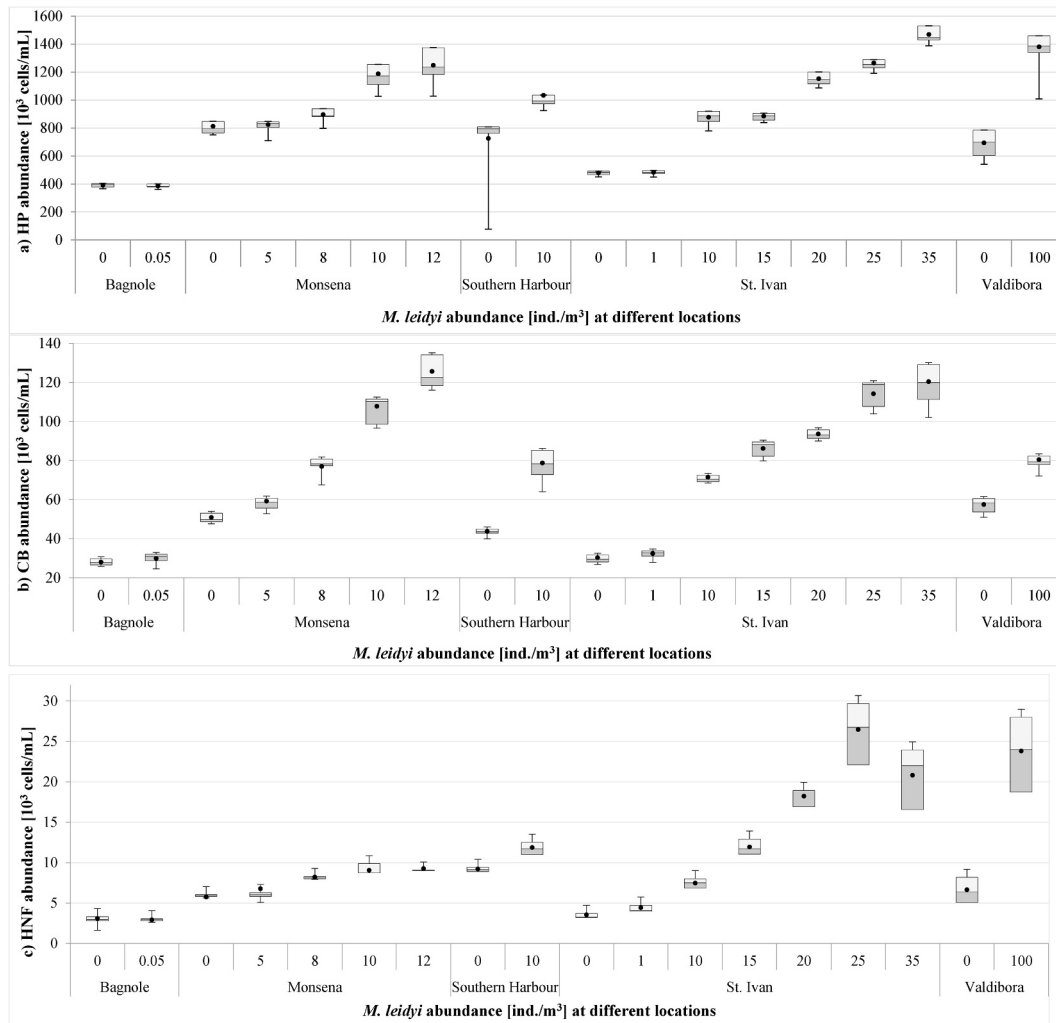 a) HP abundance [10³ cells/mL]
1600
1400
1200
1000
800
600
400
200
0
0 0.05 0 5 8 10 12 0 10 0 1 10 15 20 25 35 0 100
Bagnole Monsena Southern Harbour St. Ivan Valdibora
M. leidyi abundance [ind./m³] at different locations
b) CB abundance [10³ cells/mL]
140
120
100
80
60
40
20
0 0.05 0 5 8 10 12 0 10 0 1 10 15 20 25 35 0 100
Bagnole Monsena Southern Harbour St. Ivan Valdibora
M. leidyi abundance [ind./m³] at different locations
c) HNF abundance [10³ cells/mL]
30
25
20
15
10
5
0
0 0.05 0 5 8 10 12 0 10 0 1 10 15 20 25 35 0 100
Bagnole Monsena Southern Harbour St. Ivan Valdibora
M. leidyi abundance [ind./m³] at different locations